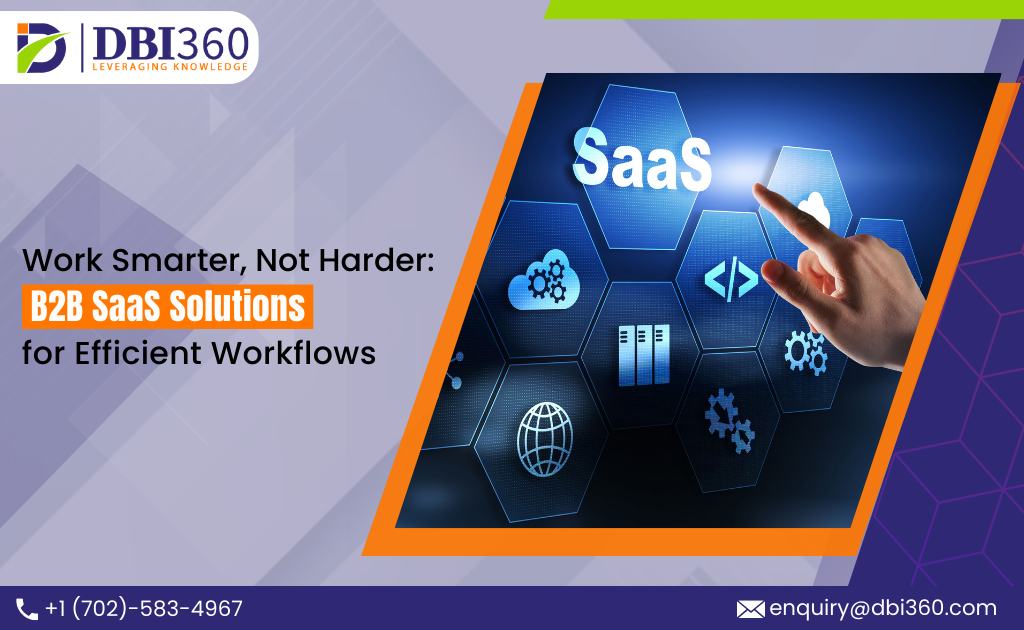 DBI360
LEVERAGING KNOWLEDGE
SaaS
Work Smarter, Not Harder:
B2B SaaS Solutions
for Efficient Workflows
</>
+1 (702)-583-4967
enquiry@dbi360.com